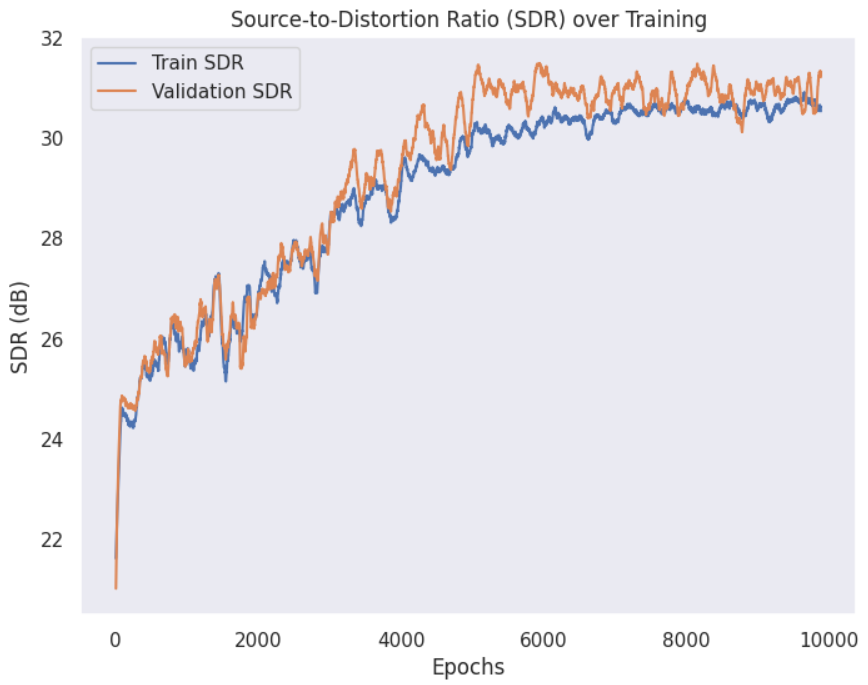 Source-to-Distortion Ratio (SDR) over Training
Train SDR
Validation SDR
SDR (dB)
32
30
28
26
24
22
0 2000 4000 6000 8000 10000
Epochs